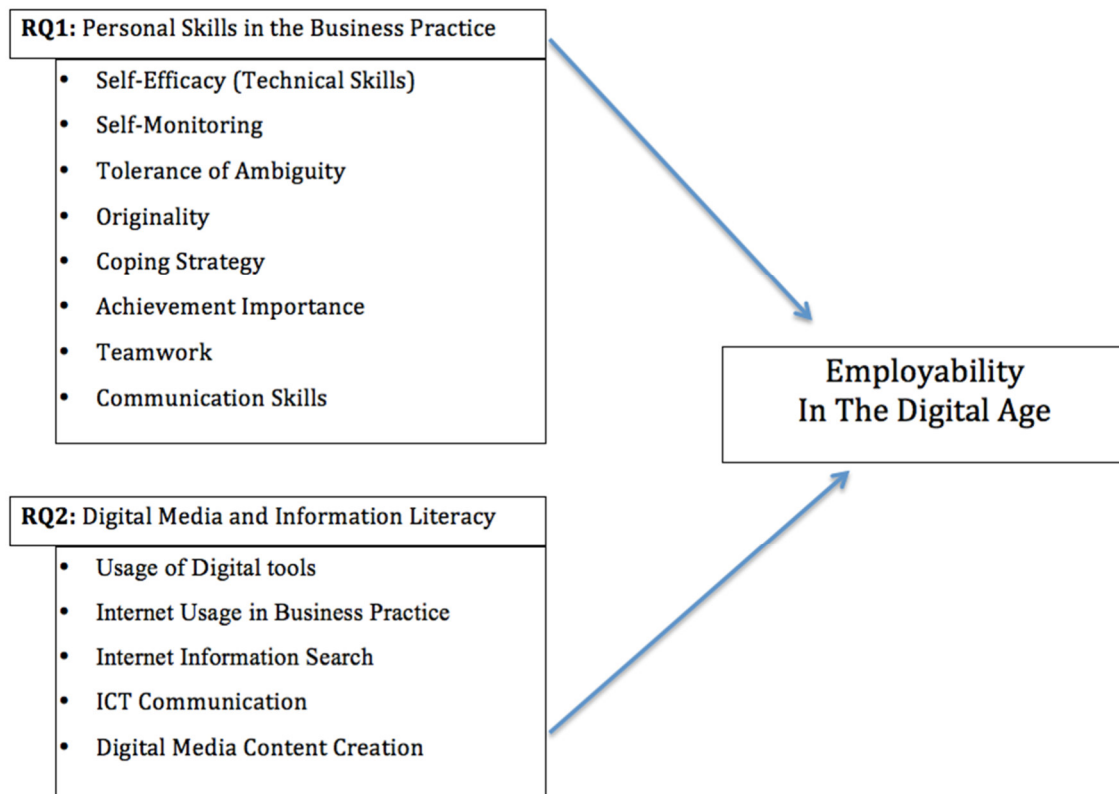 RQ1: Personal Skills in the Business Practice
• Self-Efficacy (Technical Skills)
• Self-Monitoring
• Tolerance of Ambiguity
• Originality
• Coping Strategy
• Achievement Importance
• Teamwork
• Communication Skills
Employability
In The Digital Age
RQ2: Digital Media and Information Literacy
• Usage of Digital tools
• Internet Usage in Business Practice
• Internet Information Search
• ICT Communication
• Digital Media Content Creation